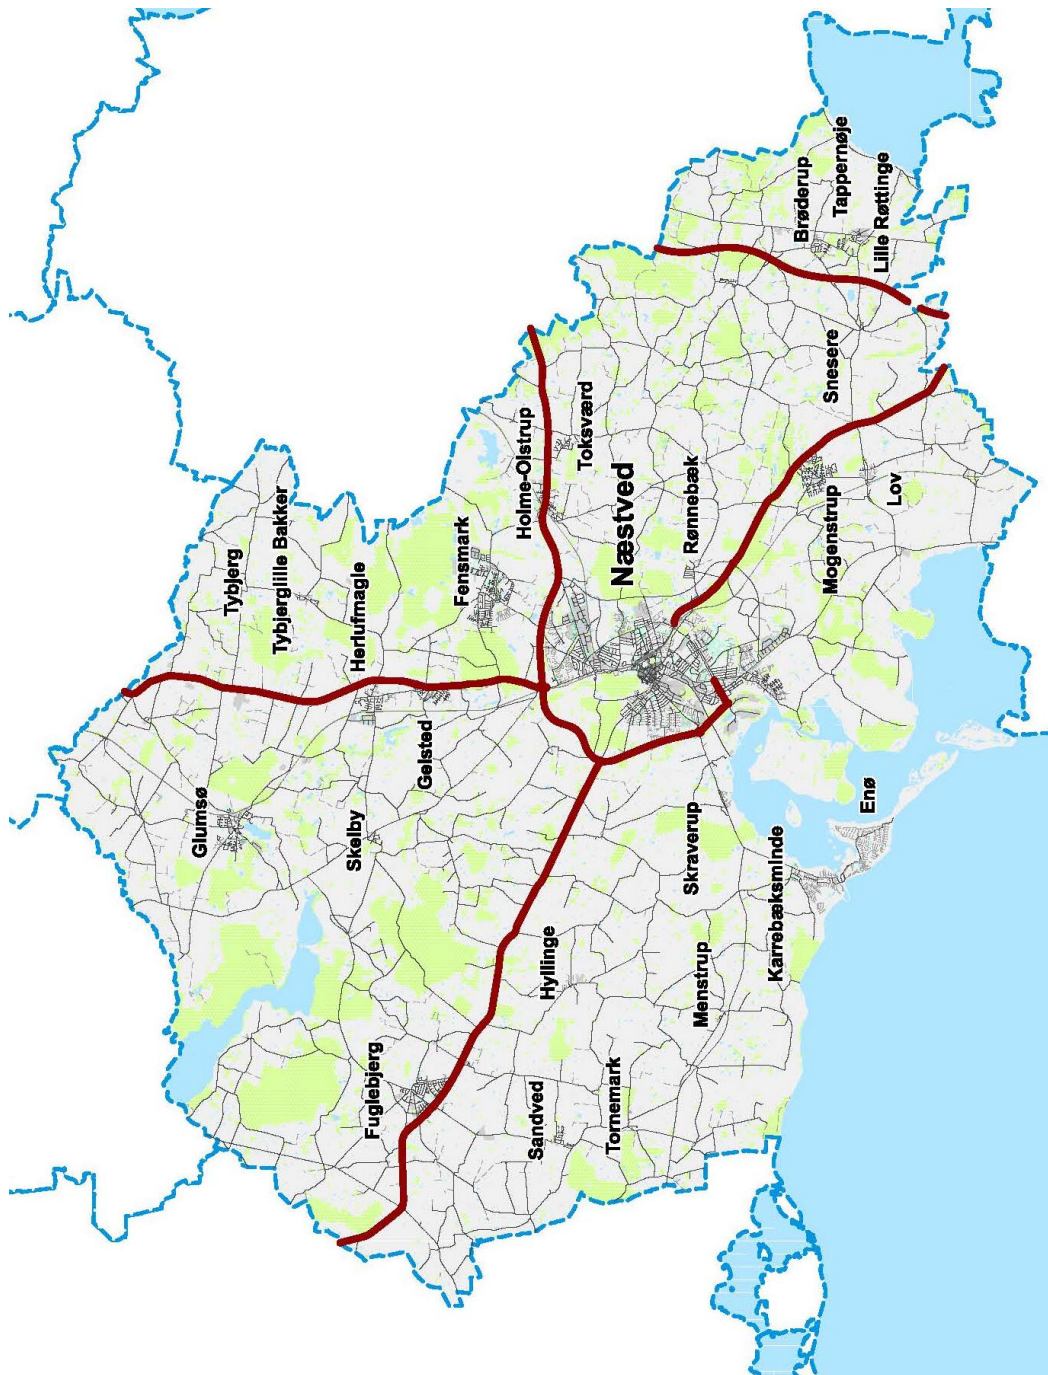 Tybjerg
Tybjerglille Bakker
Herlufmagle
Glumsø
Skelby
Gelsted
Fensmark
Holme-Olstrup
Toksværd
Næstved
Rønnebæk
Fuglebjerg
Hyllinge
Sandved
Tornemark
Menstrup
Skraverup
Karrebæksminde
Enø
Mogenstrup
Lov
Snesere
Brøderup
Tappernøje
Lille Røttinge